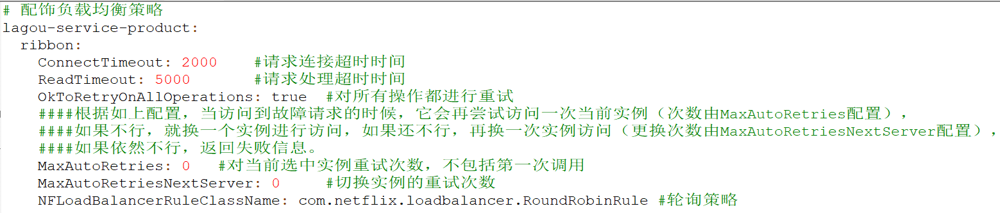 # 配饰负载均衡策略
lagou-service-product:
  ribbon:
    ConnectTimeout: 2000    #请求连接超时时间
    ReadTimeout: 5000       #请求处理超时时间
    OkToRetryOnAllOperations: true  #对所有操作都进行重试
    ####根据如上配置，当访问到故障请求的时候，它会再尝试访问一次当前实例（次数由MaxAutoRetries配置），
    ####如果不行，就换一个实例进行访问，如果还不行，再换一次实例访问（更换次数由MaxAutoRetriesNextServer配置），
    ####如果依然不行，返回失败信息。
    MaxAutoRetries: 0   #对当前选中实例重试次数，不包括第一次调用
    MaxAutoRetriesNextServer: 0     #切换实例的重试次数
    NFLoadBalancerRuleClassName: com.netflix.loadbalancer.RoundRobinRule #轮询策略